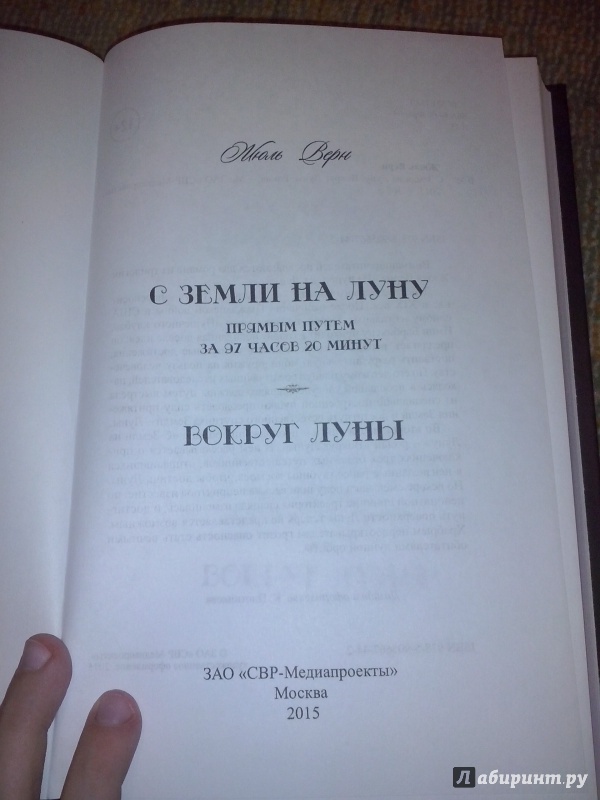 Жюль Верн
С ЗЕМЛИ НА ЛУНУ
ПРЯМЫМ ПУТЕМ
ЗА 97 ЧАСОВ 20 МИНУТ
ВОКРУГ ЛУНЫ
ЗАО «СВР-Медиапроекты»
Москва
2015
Лабиринт.ру